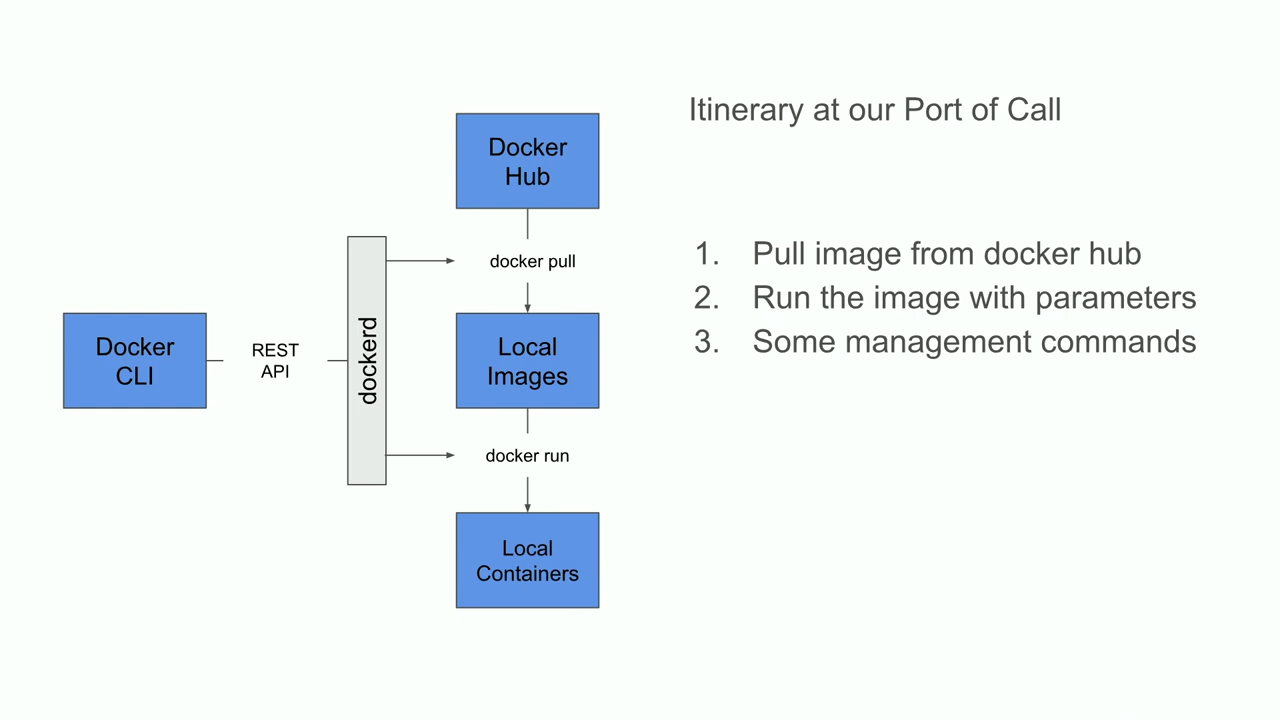 Itinerary at our Port of Call
1. Pull image from docker hub
2. Run the image with parameters
3. Some management commands
Docker
Hub
docker pull
Docker
CLI
REST
API
dockerd
Local
Images
docker run
Local
Containers